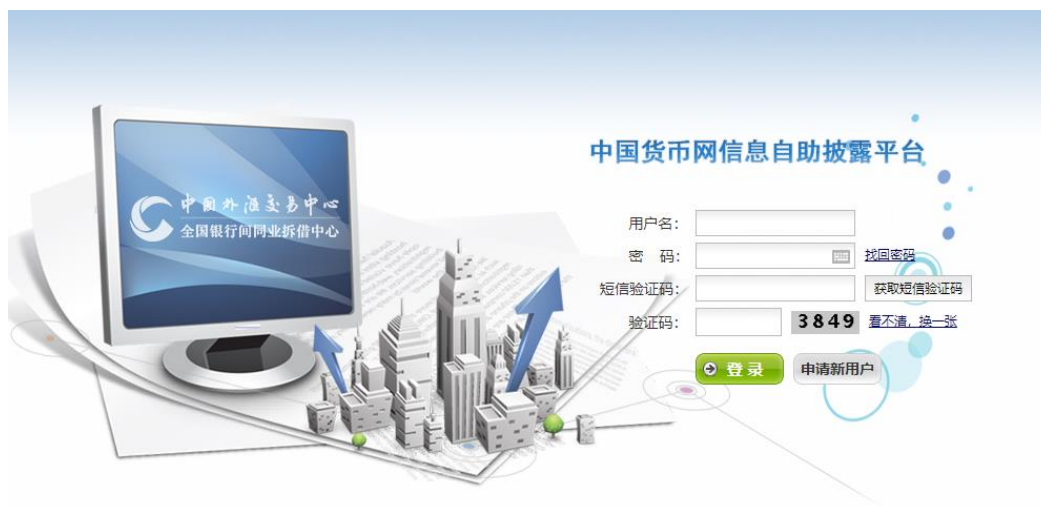 中国外汇交易中心
全国银行间同业拆借中心
中国货币网信息自助披露平台
用户名：
密 码： 找回密码
短信验证码： 获取短信验证码
验证码： 3849 看不清，换一张
登录 申请新用户